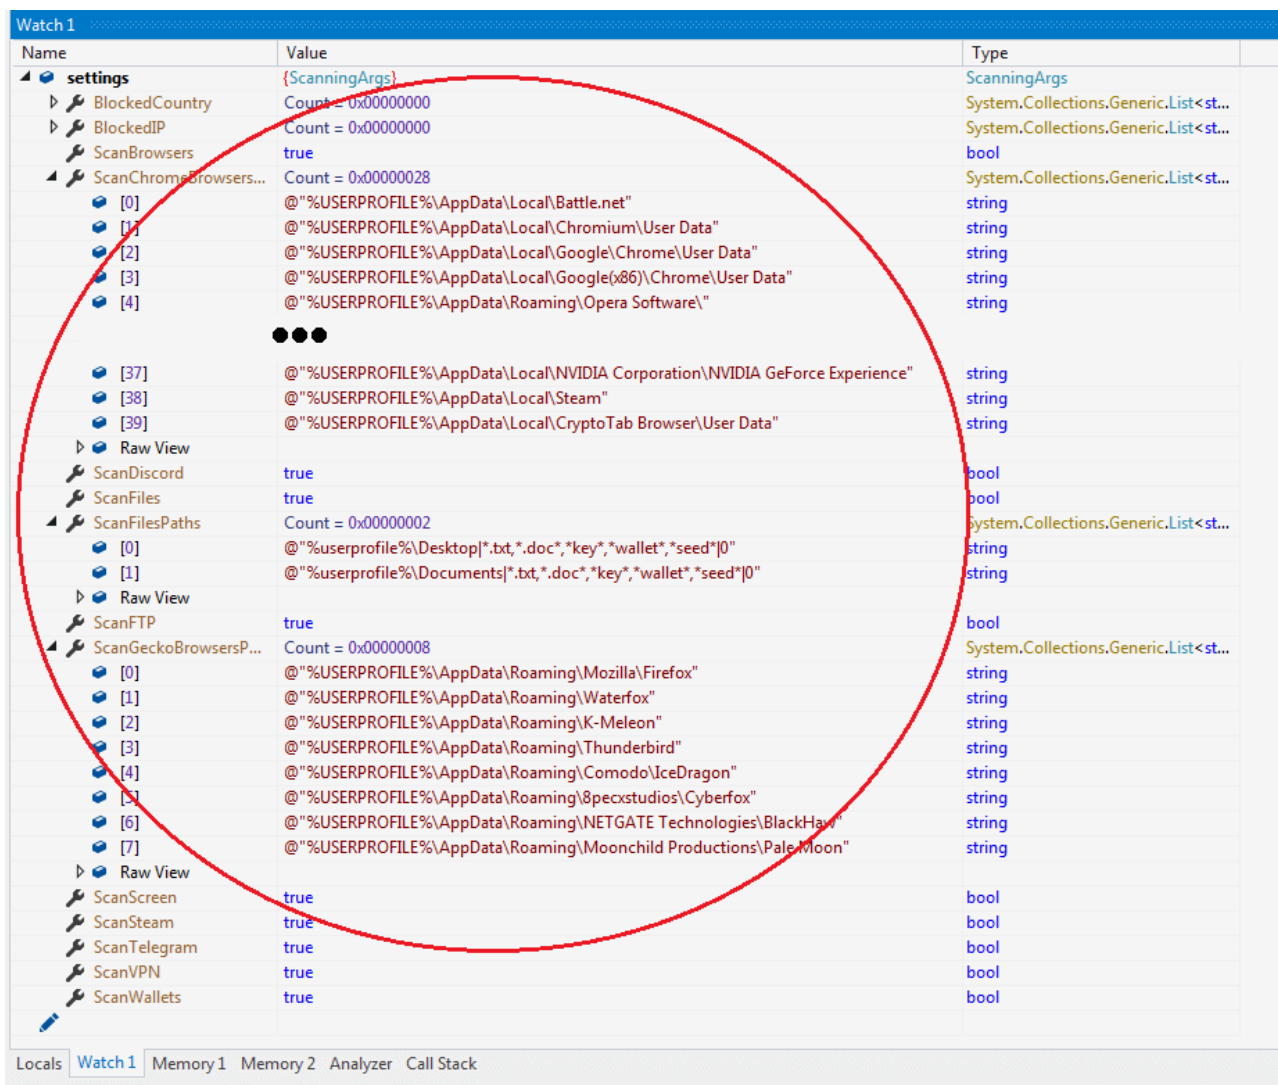 Watch 1
Name Value Type
settings {ScanningArgs} ScanningArgs
BlockedCountry Count = 0x00000000 System.Collections.Generic.List<st...
BlockedIP Count = 0x00000000 System.Collections.Generic.List<st...
ScanBrowsers true bool
ScanChromeBrowsers... Count = 0x00000028 System.Collections.Generic.List<st...
[0] @"%USERPROFILE%\AppData\Local\Battle.net" string
[1] @"%USERPROFILE%\AppData\Local\Chromium\User Data" string
[2] @"%USERPROFILE%\AppData\Local\Google\Chrome\User Data" string
[3] @"%USERPROFILE%\AppData\Local\Google(x86)\Chrome\User Data" string
[4] @"%USERPROFILE%\AppData\Roaming\Opera Software\" string
●●●
[37] @"%USERPROFILE%\AppData\Local\NVIDIA Corporation\NVIDIA GeForce Experience" string
[38] @"%USERPROFILE%\AppData\Local\Steam" string
[39] @"%USERPROFILE%\AppData\Local\CryptoTab Browser\User Data" string
Raw View
ScanDiscord true bool
ScanFiles true bool
ScanFilesPaths Count = 0x00000002 System.Collections.Generic.List<st...
[0] @"%userprofile%\Desktop|*.txt,*.doc*,*key*,*wallet*,*seed*|0" string
[1] @"%userprofile%\Documents|*.txt,*.doc*,*key*,*wallet*,*seed*|0" string
Raw View
ScanFTP true bool
ScanGeckoBrowsersP... Count = 0x00000008 System.Collections.Generic.List<st...
[0] @"%USERPROFILE%\AppData\Roaming\Mozilla\Firefox" string
[1] @"%USERPROFILE%\AppData\Roaming\Waterfox" string
[2] @"%USERPROFILE%\AppData\Roaming\K-Meleon" string
[3] @"%USERPROFILE%\AppData\Roaming\Thunderbird" string
[4] @"%USERPROFILE%\AppData\Roaming\Comodo\IceDragon" string
[5] @"%USERPROFILE%\AppData\Roaming\8pecxstudios\Cyberfox" string
[6] @"%USERPROFILE%\AppData\Roaming\NETGATE Technologies\BlackHaw" string
[7] @"%USERPROFILE%\AppData\Roaming\Moonchild Productions\Pale Moon" string
Raw View
ScanScreen true bool
ScanSteam true bool
ScanTelegram true bool
ScanVPN true bool
ScanWallets true bool
Locals Watch 1 Memory 1 Memory 2 Analyzer Call Stack